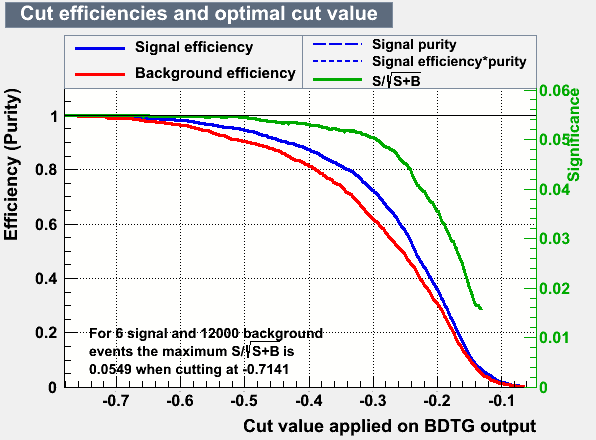 Cut efficiencies and optimal cut value
Signal efficiency
Background efficiency
Signal purity
Signal efficiency*purity
S/√S+B
Efficiency (Purity)
1
0.8
0.6
0.4
0.2
0
0.06
0.05
0.04
0.03
0.02
0.01
0
Significance
For 6 signal and 12000 background
events the maximum S/√S+B is
0.0549 when cutting at -0.7141
-0.7 -0.6 -0.5 -0.4 -0.3 -0.2 -0.1
Cut value applied on BDTG output